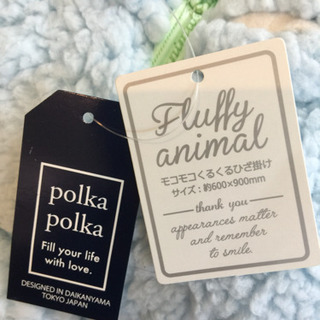 polka
polka
Fill your life
with love.
DESIGNED IN DAIKANYAMA
TOKYO JAPAN
Fluffy
animal
モコモコくるくるひざ掛け
サイズ：約600×900mm
thank you
appearances matter
and remember
to smile.